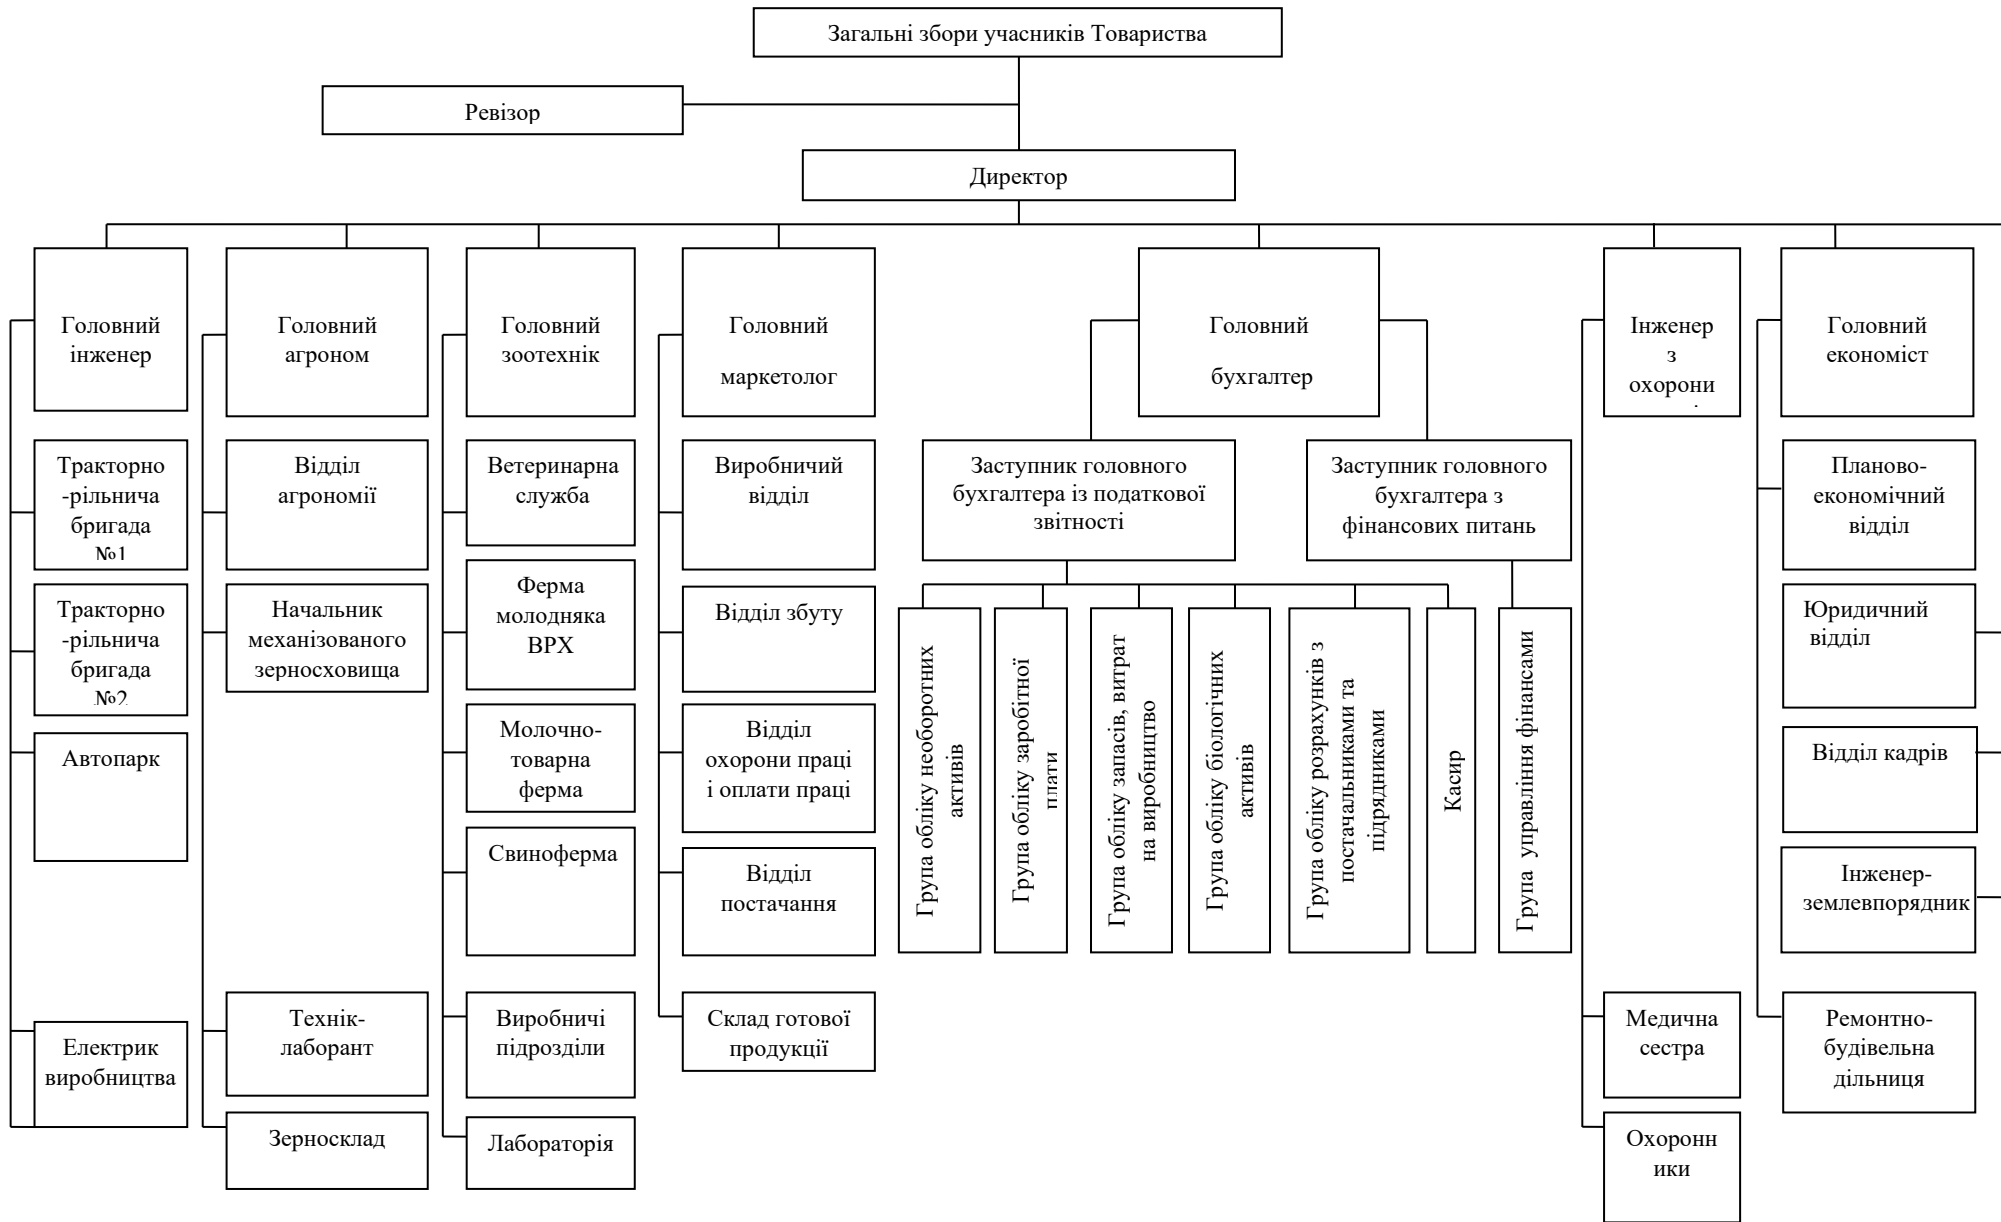 Загальні збори учасників Товариства
Ревізор
Директор
Головний
інженер
Головний
агроном
Головний
зоотехнік
Головний
маркетолог
Головний
бухгалтер
Інженер
з
охорони
Головний
економіст
Тракторно
-рільнича
бригада
№1
Відділ
агрономії
Ветеринарна
служба
Виробничий
відділ
Заступник головного
бухгалтера із податкової
звітності
Заступник головного
бухгалтера з
фінансових питань
Планово-
економічний
відділ
Тракторно
-рільнича
бригада
№2
Начальник
механізованого
зерносховища
Ферма
молодняка
ВРХ
Відділ збуту
Група обліку необоротних
активів
Група обліку заробітної
плати
Група обліку запасів, витрат
на виробництво
Група обліку біологічних
активів
Група обліку розрахунків з
постачальниками та
підрядниками
Касир
Група управління фінансами
Юридичний
відділ
Автопарк
Молочно-
товарна
ферма
Відділ
охорони праці
і оплати праці
Відділ кадрів
Свиноферма
Відділ
постачання
Інженер-
землевпорядник
Електрик
виробництва
Технік-
лаборант
Виробничі
підрозділи
Склад готової
продукції
Медична
сестра
Ремонтно-
будівельна
дільниця
Зерносклад
Лабораторія
Охоронн
ики